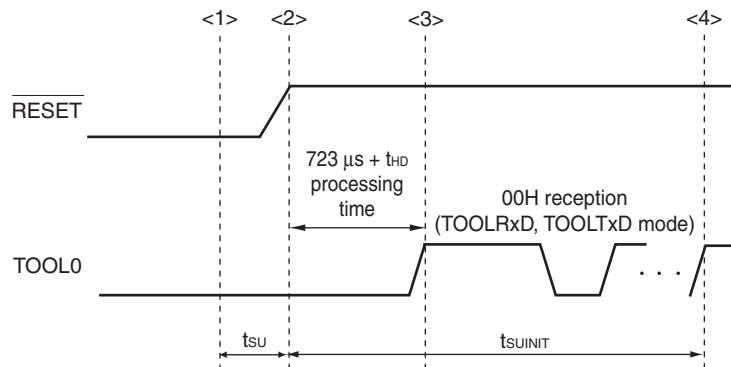 <1> <2> <3> <4>
RESET
723 µs + tHD
processing
time
00H reception
(TOOLRxD, TOOLTxD mode)
TOOL0
. . .
tSU tSUINIT